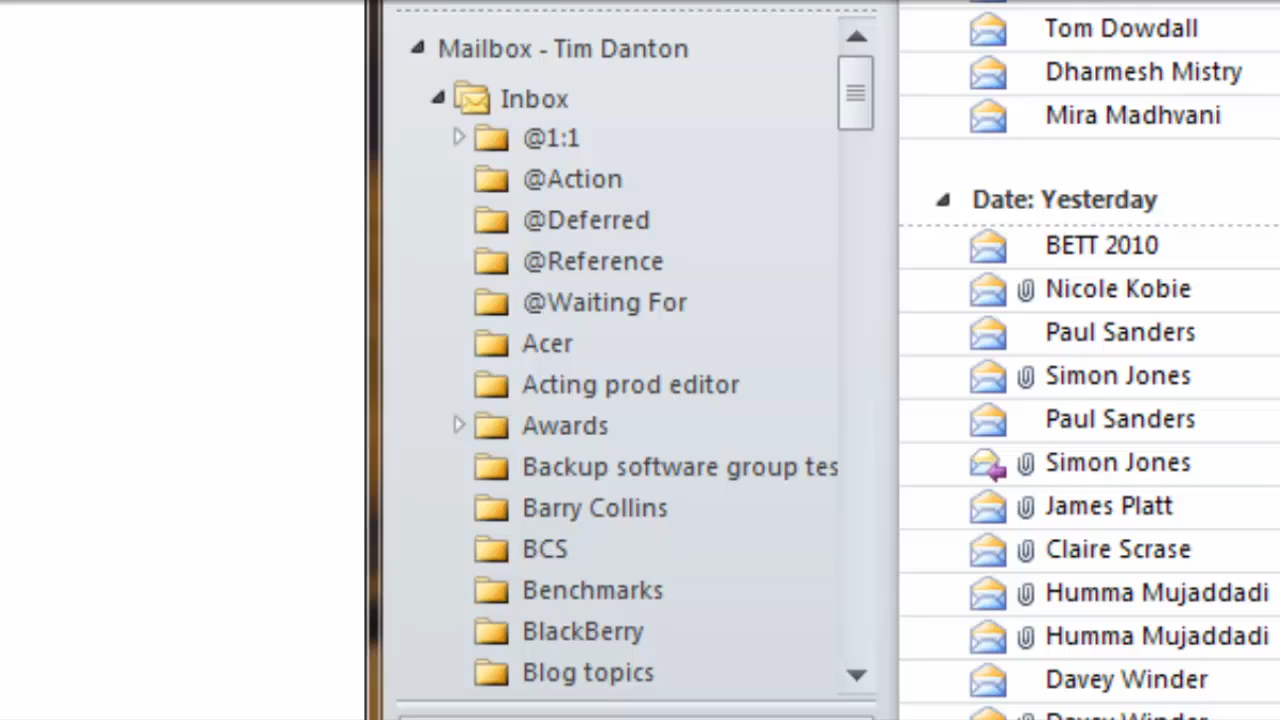 Mailbox - Tim Danton
Inbox
@1:1
@Action
@Deferred
@Reference
@Waiting For
Acer
Acting prod editor
Awards
Backup software group tes
Barry Collins
BCS
Benchmarks
BlackBerry
Blog topics
Tom Dowdall
Dharmesh Mistry
Mira Madhvani
Date: Yesterday
BETT 2010
Nicole Kobie
Paul Sanders
Simon Jones
Paul Sanders
Simon Jones
James Platt
Claire Scrase
Humma Mujaddadi
Humma Mujaddadi
Davey Winder
Davey Winder